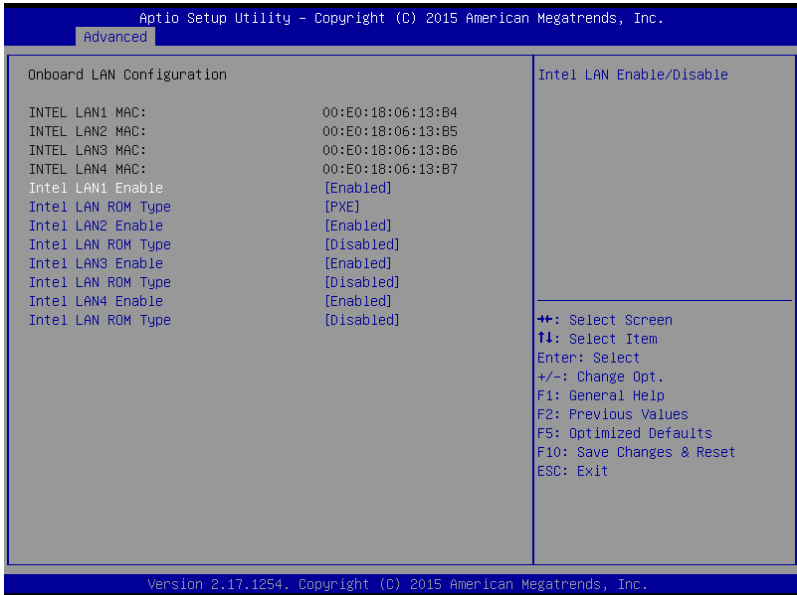 Aptio Setup Utility – Copyright (C) 2015 American Megatrends, Inc.
Advanced
Onboard LAN Configuration
INTEL LAN1 MAC: 00:E0:18:06:13:B4
INTEL LAN2 MAC: 00:E0:18:06:13:B5
INTEL LAN3 MAC: 00:E0:18:06:13:B6
INTEL LAN4 MAC: 00:E0:18:06:13:B7
Intel LAN1 Enable [Enabled]
Intel LAN ROM Type [PXE]
Intel LAN2 Enable [Enabled]
Intel LAN ROM Type [Disabled]
Intel LAN3 Enable [Enabled]
Intel LAN ROM Type [Disabled]
Intel LAN4 Enable [Enabled]
Intel LAN ROM Type [Disabled]
Intel LAN Enable/Disable
→←: Select Screen
↑↓: Select Item
Enter: Select
+/-: Change Opt.
F1: General Help
F2: Previous Values
F5: Optimized Defaults
F10: Save Changes & Reset
ESC: Exit
Version 2.17.1254. Copyright (C) 2015 American Megatrends, Inc.